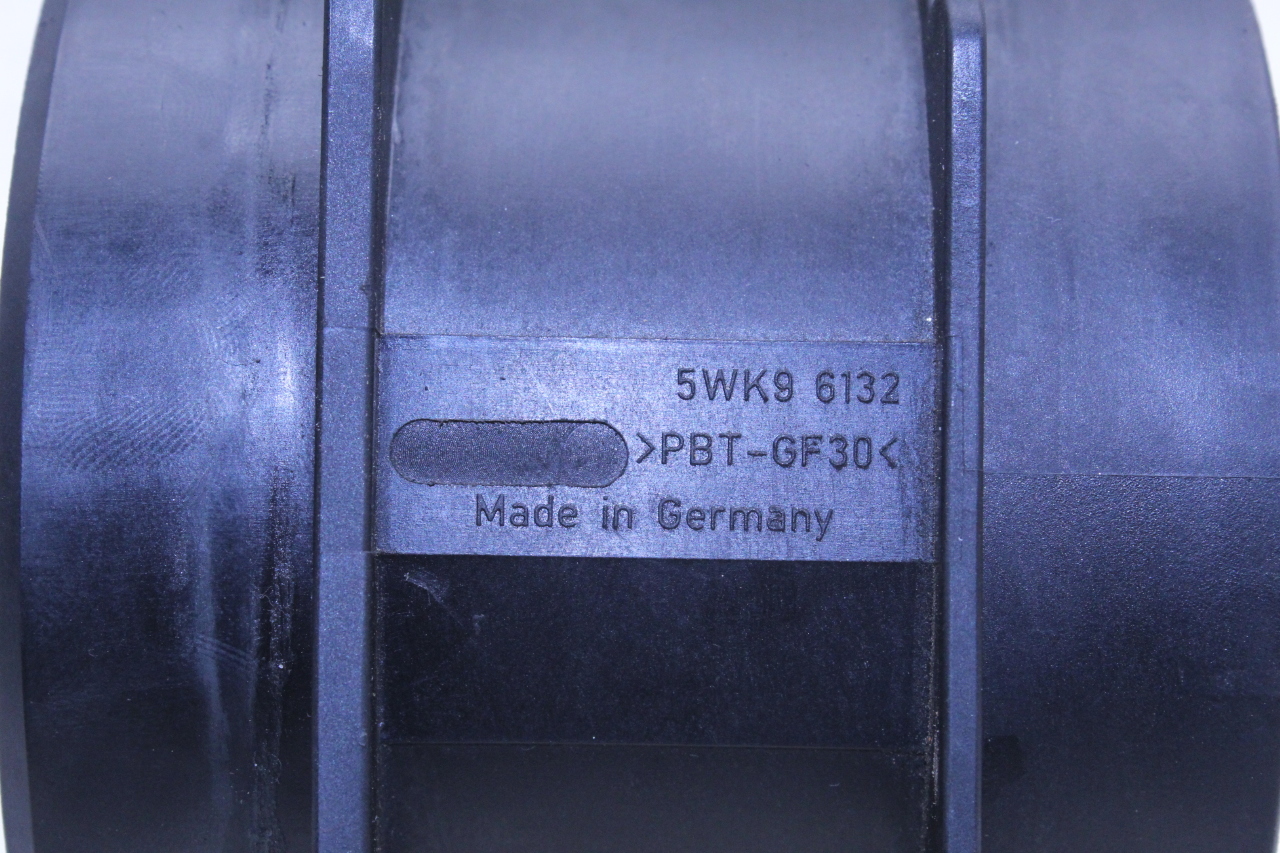 5WK9 6132
>PBT-GF30<
Made in Germany